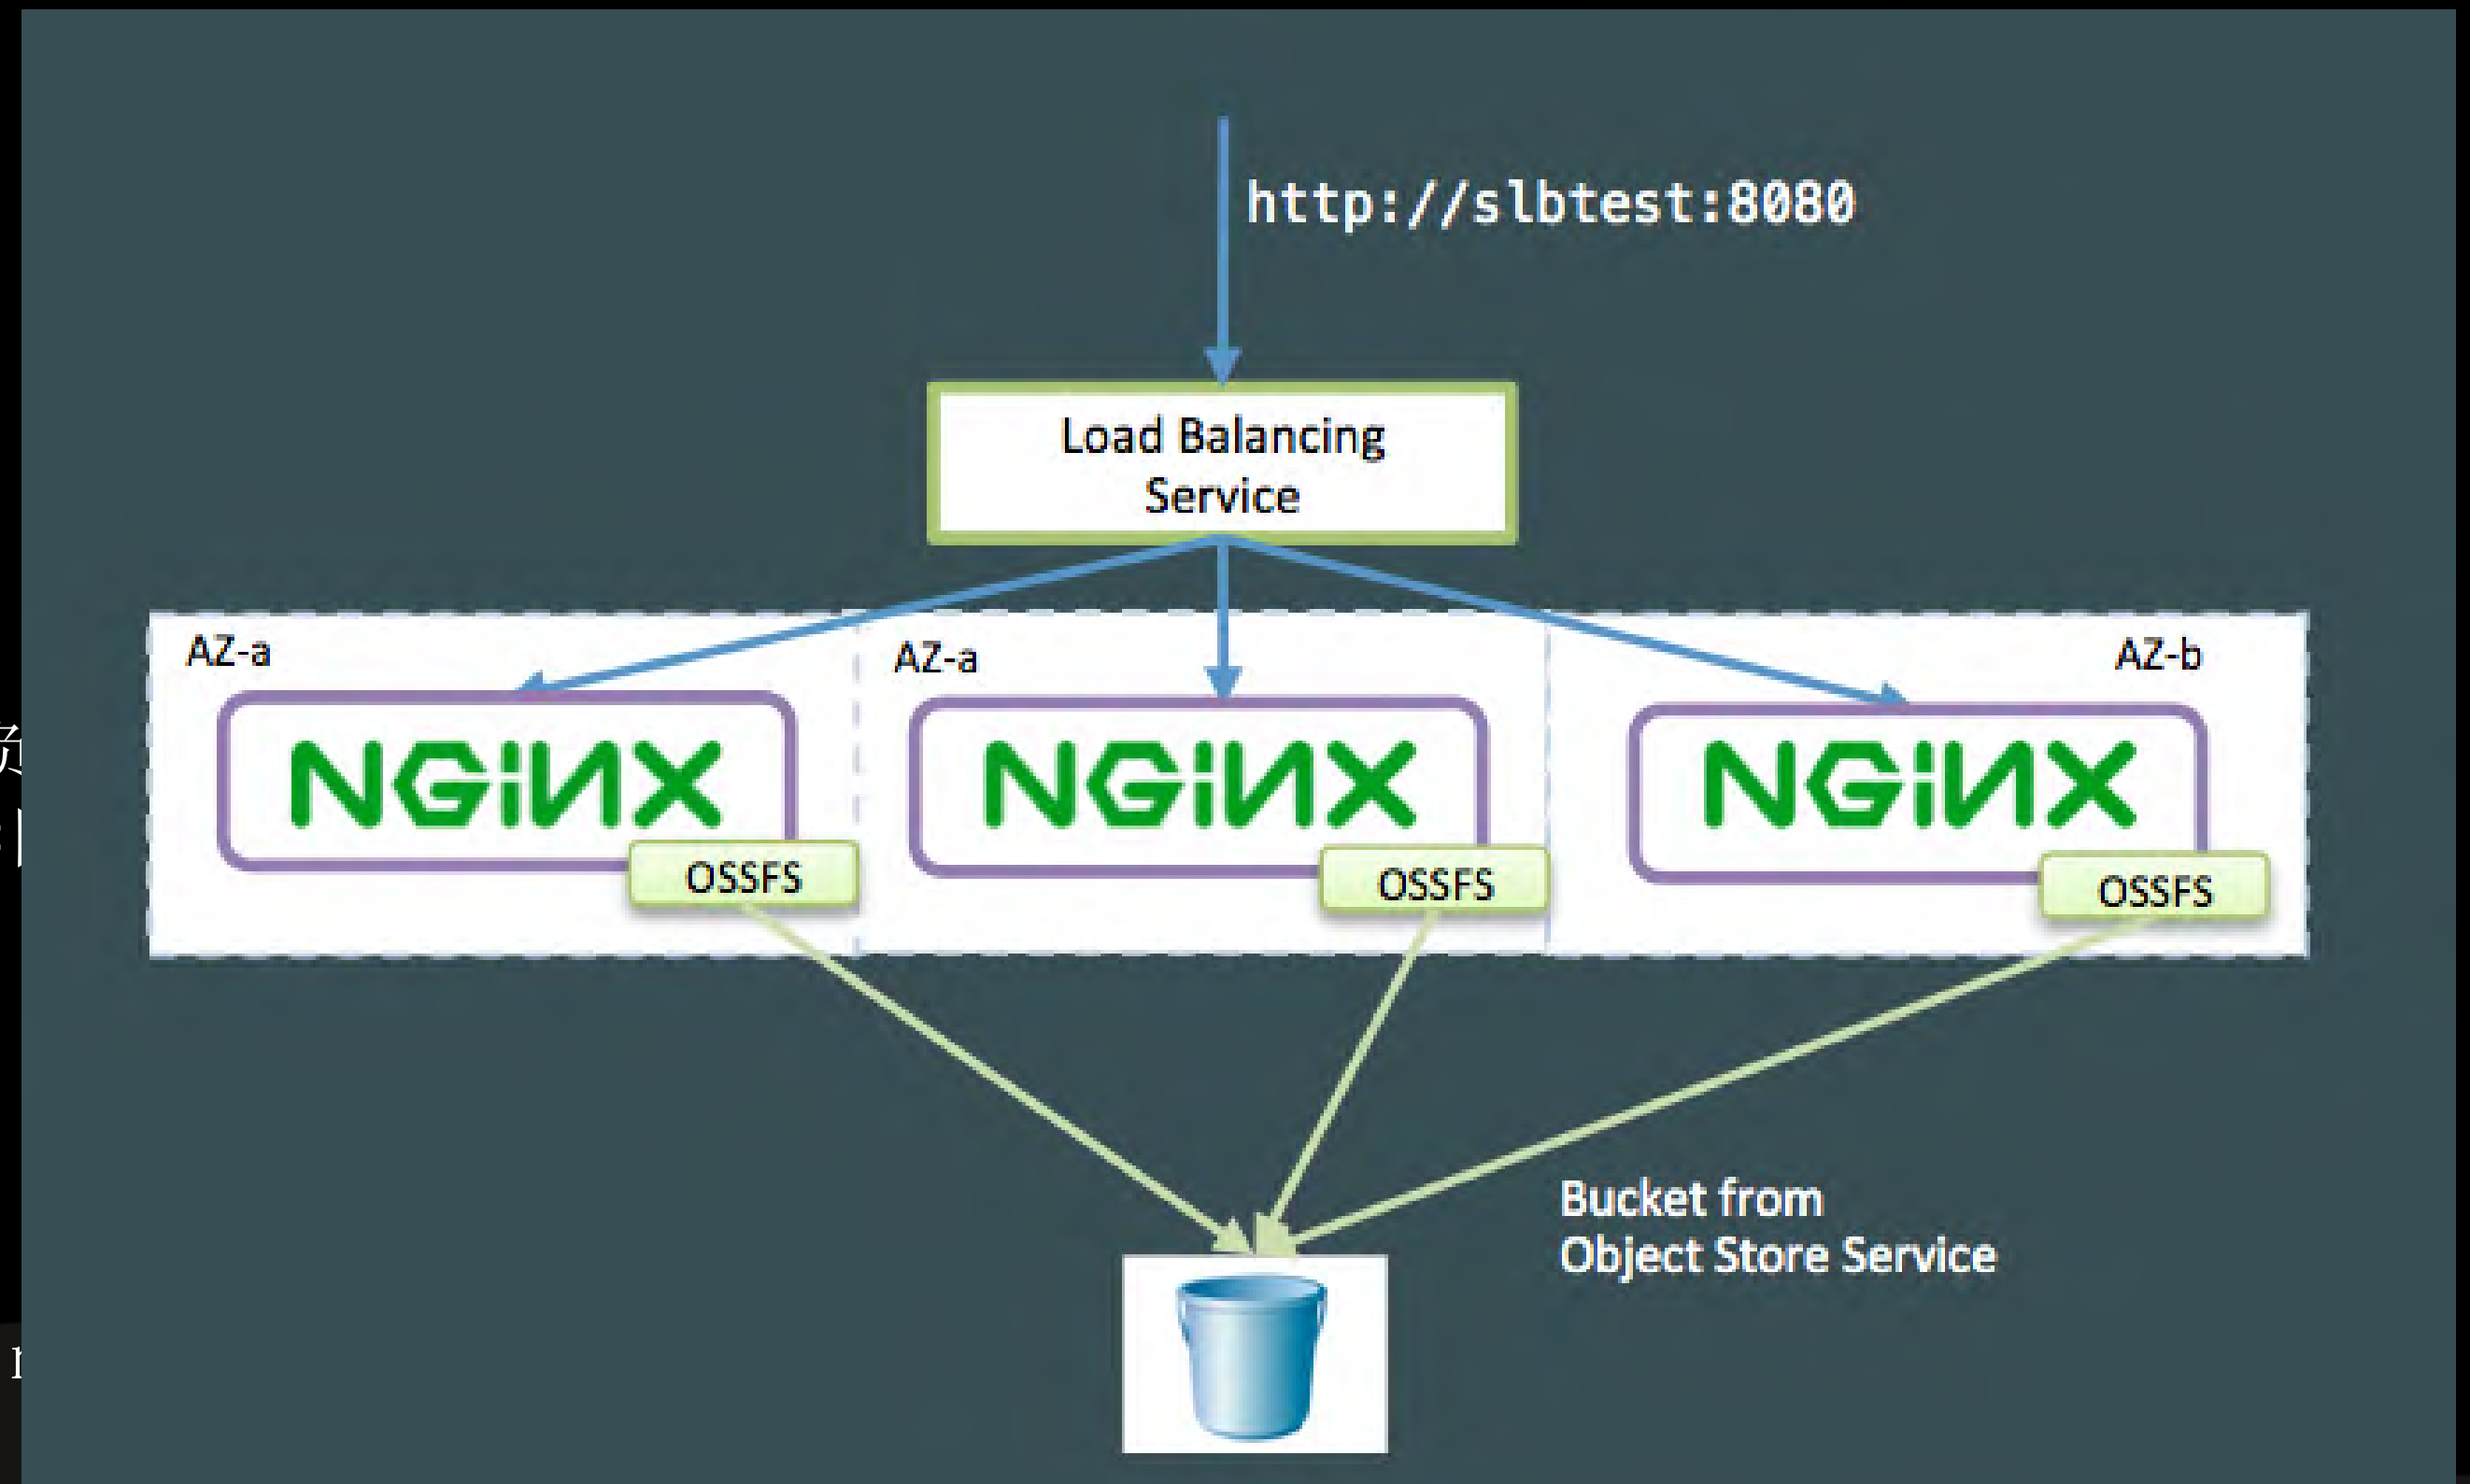 http://slbtest:8080
Load Balancing
Service
AZ-a
AZ-a
AZ-b
NGINX
NGINX
NGINX
OSSFS
OSSFS
OSSFS
Bucket from
Object Store Service